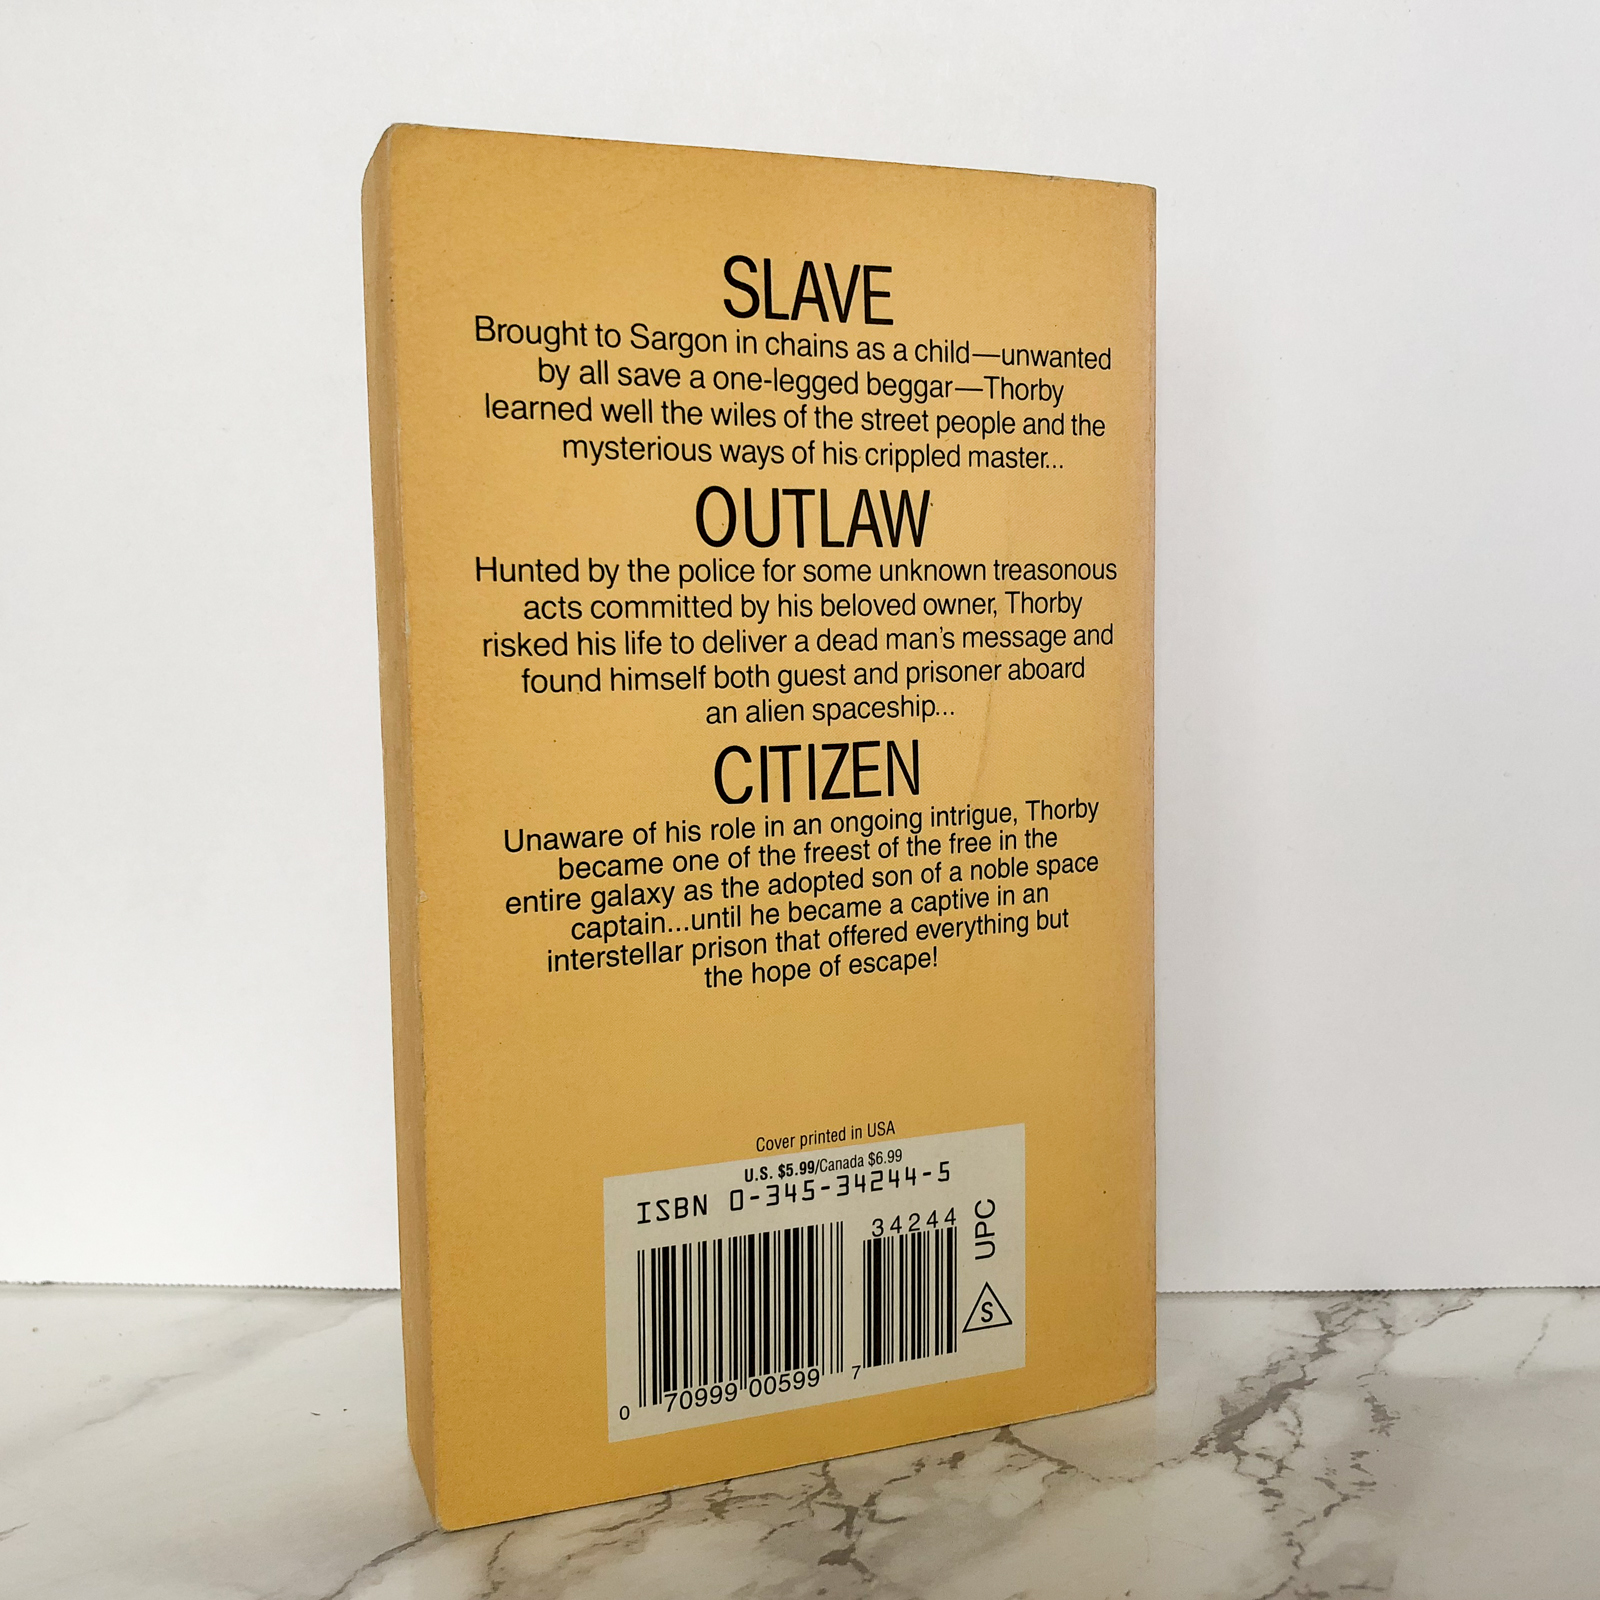 SLAVE
Brought to Sargon in chains as a child—unwanted
by all save a one-legged beggar—Thorby
learned well the wiles of the street people and the
mysterious ways of his crippled master...
OUTLAW
Hunted by the police for some unknown treasonous
acts committed by his beloved owner, Thorby
risked his life to deliver a dead man's message and
found himself both guest and prisoner aboard
an alien spaceship...
CITIZEN
Unaware of his role in an ongoing intrigue, Thorby
became one of the freest of the free in the
entire galaxy as the adopted son of a noble space
captain...until he became a captive in an
interstellar prison that offered everything but
the hope of escape!
Cover printed in USA
U.S. $5.99/Canada $6.99
ISBN 0-345-34244-5
34244
UPC
S
0 70999 00599 7